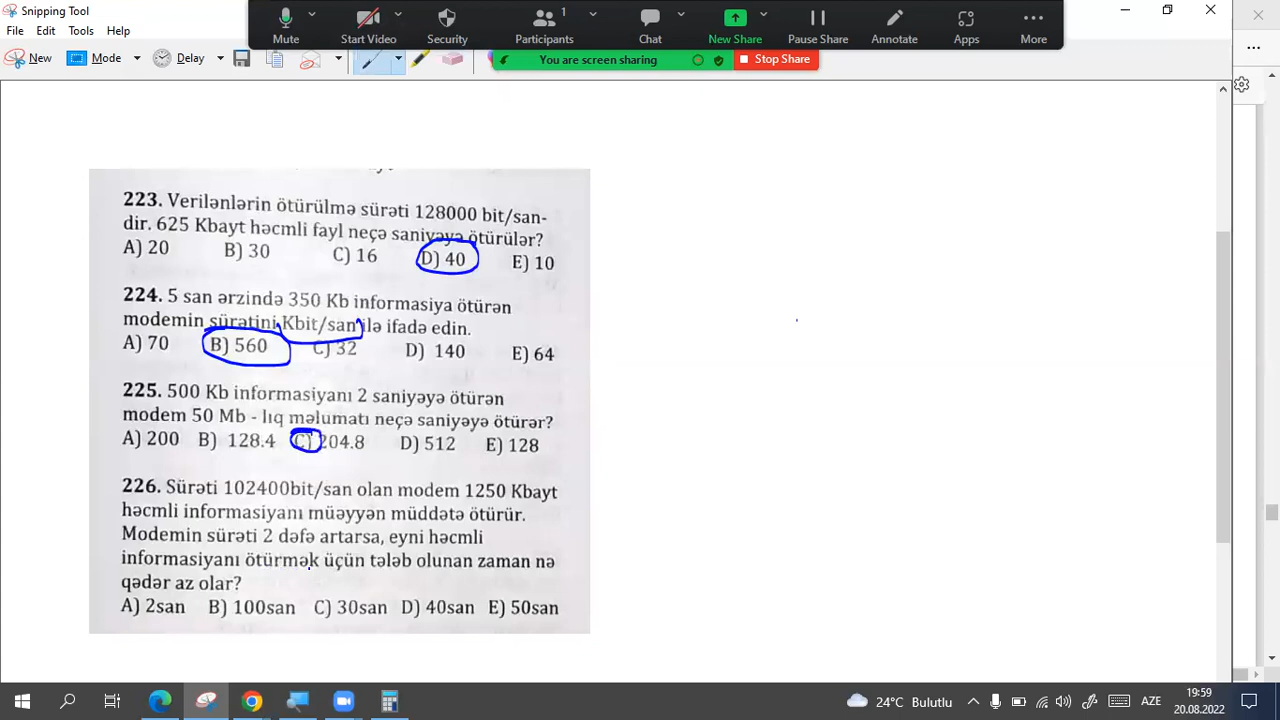 Snipping Tool
File Edit Tools Help
New Mode Delay
Mute Start Video Security Participants 1 Chat New Share Pause Share Annotate Apps More
You are screen sharing Stop Share
223. Verilənlərin ötürülmə sürəti 128000 bit/san-
dir. 625 Kbayt həcmli fayl neçə saniyəyə ötürülər?
A) 20 B) 30 C) 16 D) 40 E) 10
224. 5 san ərzində 350 Kb informasiya ötürən
modemin sürətini Kbit/san ilə ifadə edin.
A) 70 B) 560 C) 32 D) 140 E) 64
225. 500 Kb informasiyanı 2 saniyəyə ötürən
modem 50 Mb - lıq məlumatı neçə saniyəyə ötürər?
A) 200 B) 128.4 C) 204.8 D) 512 E) 128
226. Sürəti 102400bit/san olan modem 1250 Kbayt
həcmli informasiyanı müəyyən müddətə ötürür.
Modemin sürəti 2 dəfə artarsa, eyni həcmli
informasiyanı ötürmək üçün tələb olunan zaman nə
qədər az olar?
A) 2san B) 100san C) 30san D) 40san E) 50san
24°C Bulutlu AZE 19:59
20.08.2022